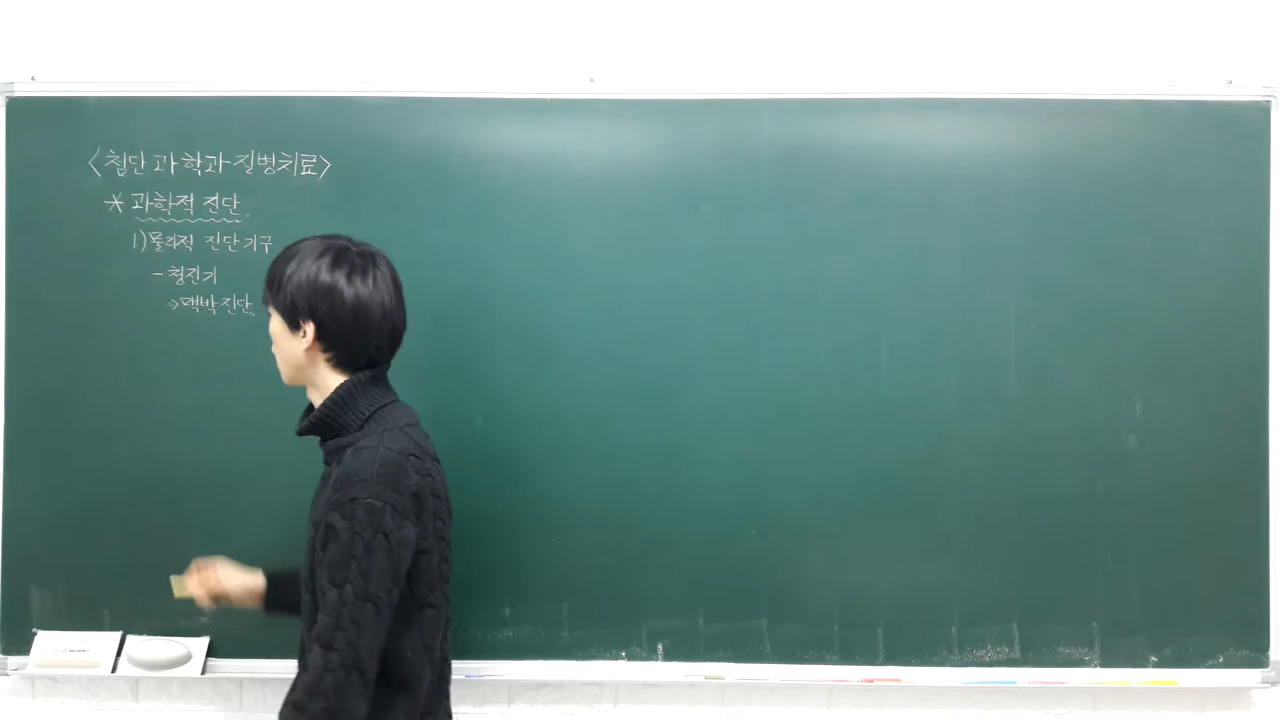 <첨단 과학과 질병치료>
* 과학적 진단
1) 물리적 진단기구
- 청진기
⇒ 맥박 진단